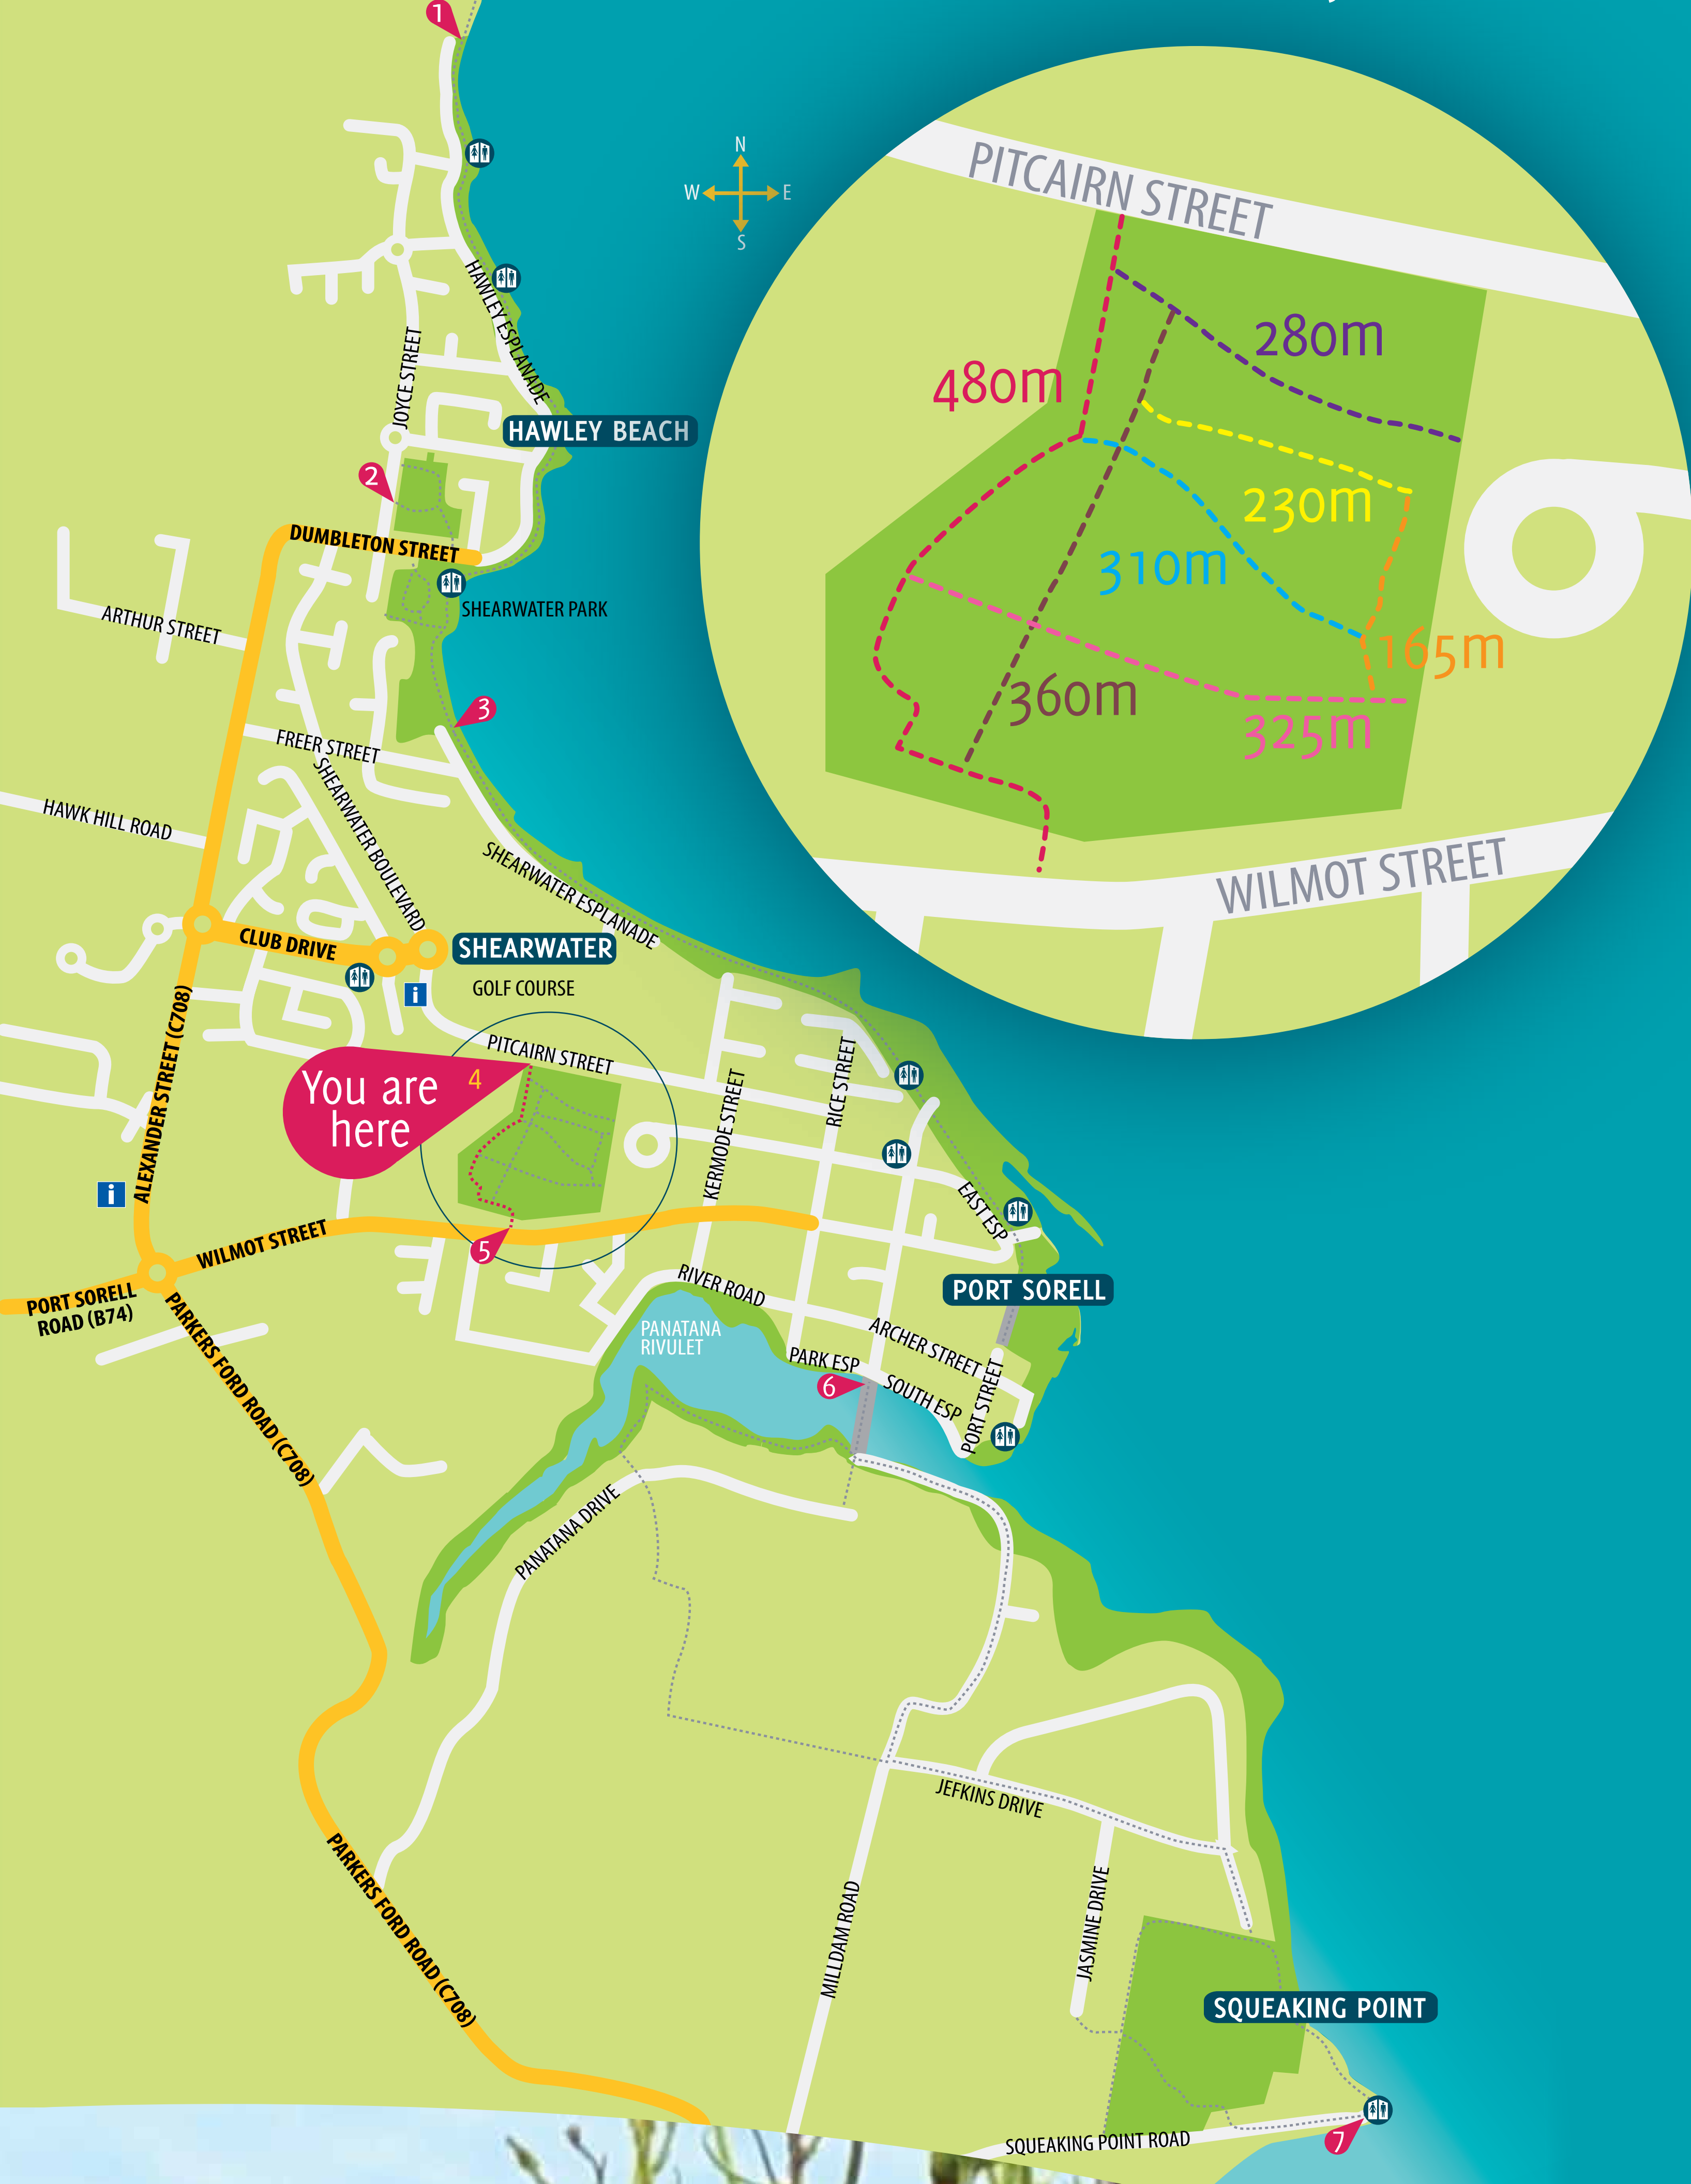 1
N
W
E
S
PITCAIRN STREET
280m
480m
230m
310m
165m
360m
325m
WILMOT STREET
HAWLEY ESPLANADE
JOYCE STREET
HAWLEY BEACH
2
DUMBLETON STREET
SHEARWATER PARK
ARTHUR STREET
3
FREER STREET
SHEARWATER BOULEVARD
HAWK HILL ROAD
SHEARWATER ESPLANADE
CLUB DRIVE
SHEARWATER
i
GOLF COURSE
ALEXANDER STREET (C708)
PITCAIRN STREET
You are
here
4
KERMODE STREET
RICE STREET
i
EAST ESP
WILMOT STREET
5
PORT SORELL
ROAD (B74)
RIVER ROAD
PORT SORELL
PANATANA
RIVULET
ARCHER STREET
PARK ESP
6
SOUTH ESP
PORT STREET
PARKERS FORD ROAD (C708)
PANATANA DRIVE
JEFKINS DRIVE
PARKERS FORD ROAD (C708)
MILLDAM ROAD
JASMINE DRIVE
SQUEAKING POINT
SQUEAKING POINT ROAD
7